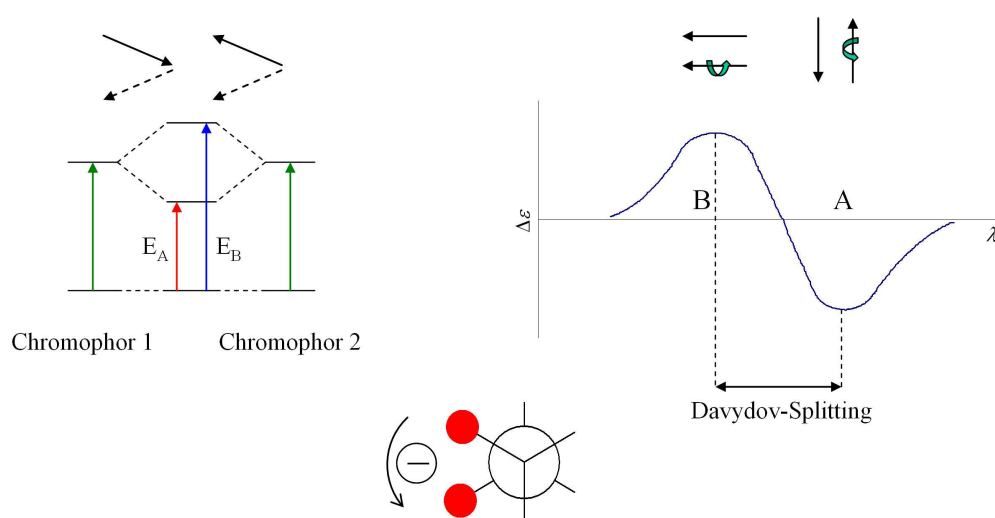 E_A
E_B
Chromophor 1
Chromophor 2
Δε
B
A
λ
Davydov-Splitting